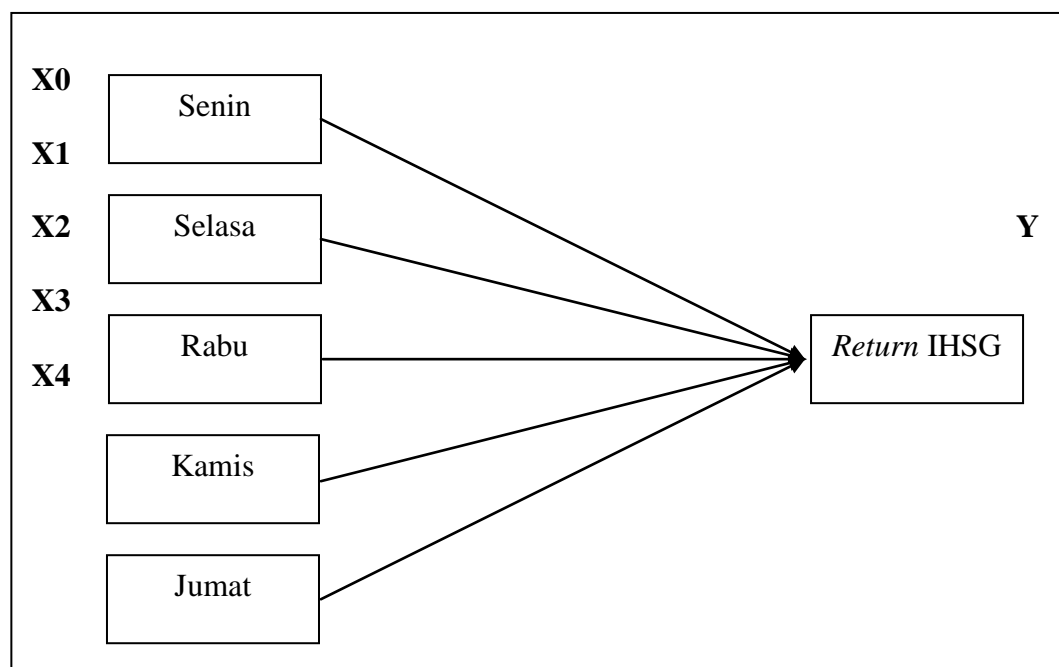 X0
Senin
X1
X2
Selasa
Y
X3
Rabu
Return IHSG
X4
Kamis
Jumat